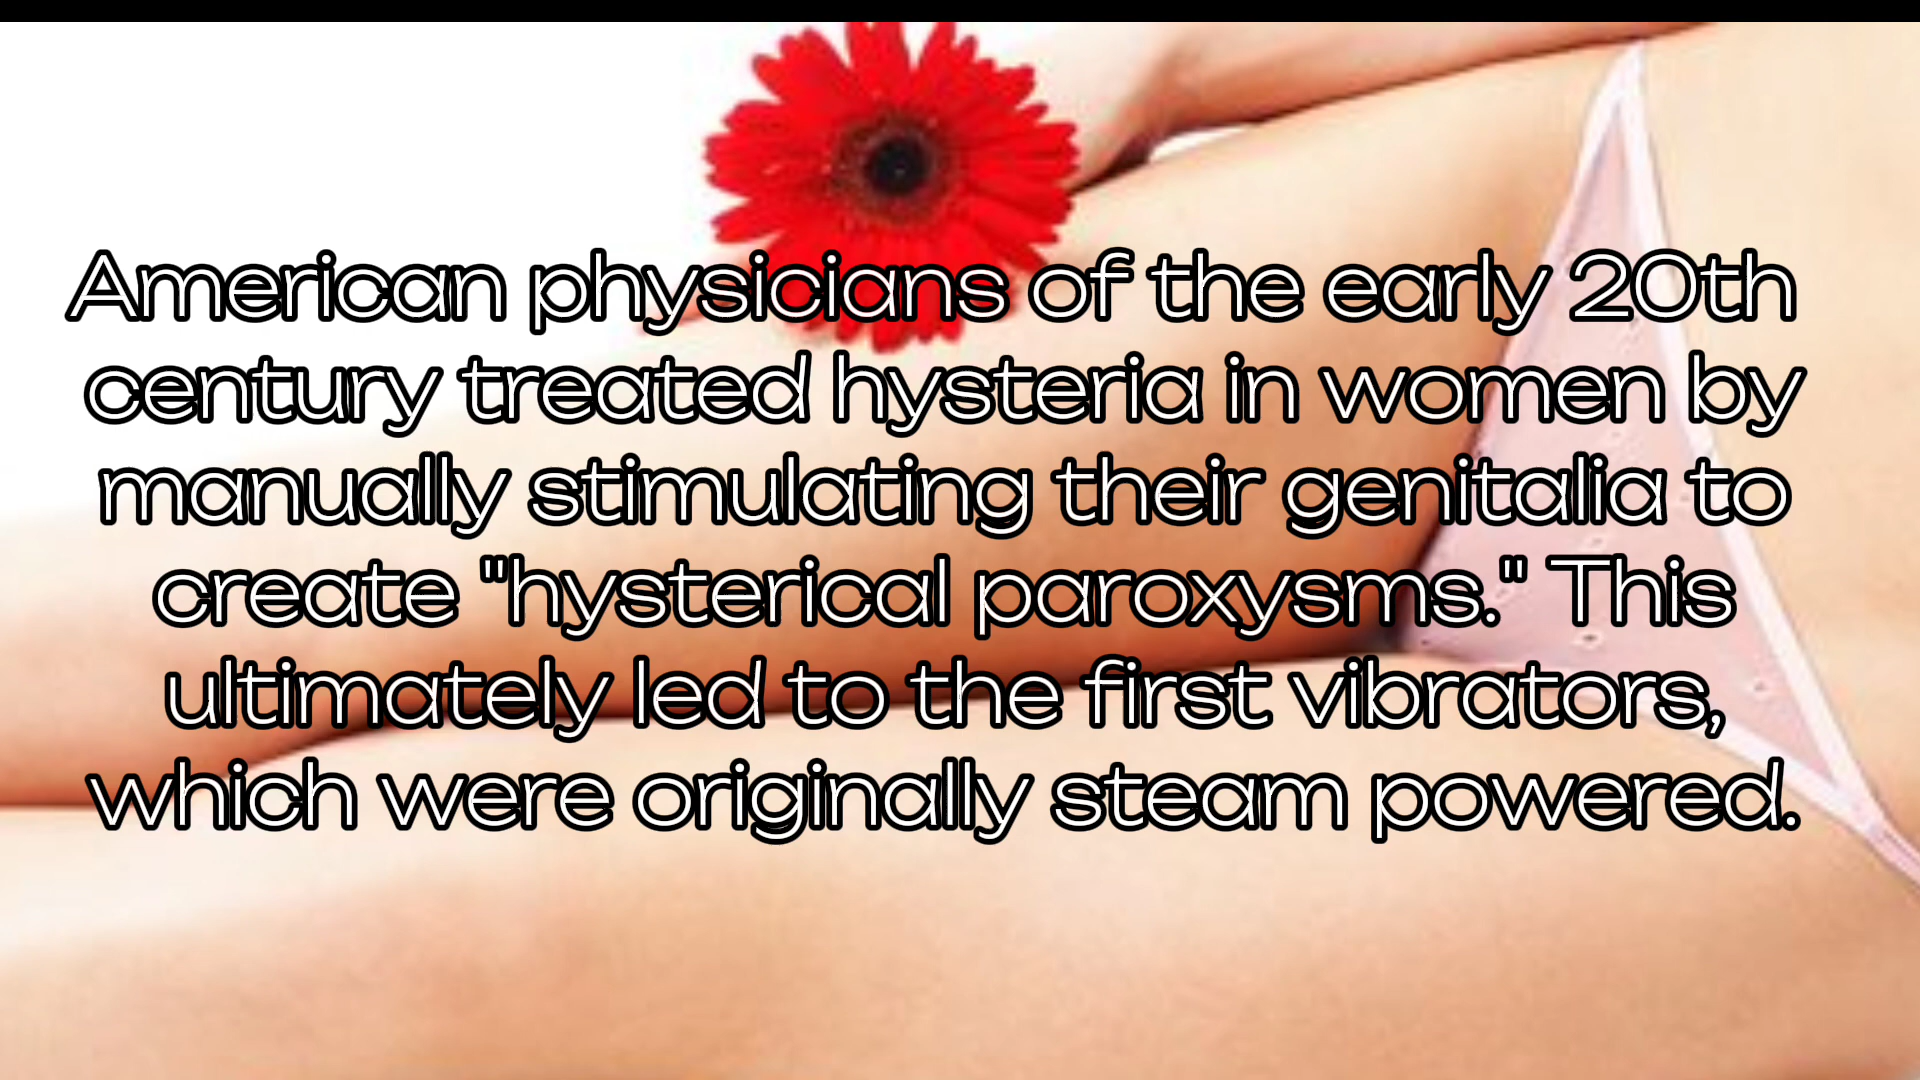 American physicians of the early 20th
century treated hysteria in women by
manually stimulating their genitalia to
create "hysterical paroxysms." This
ultimately led to the first vibrators,
which were originally steam powered.